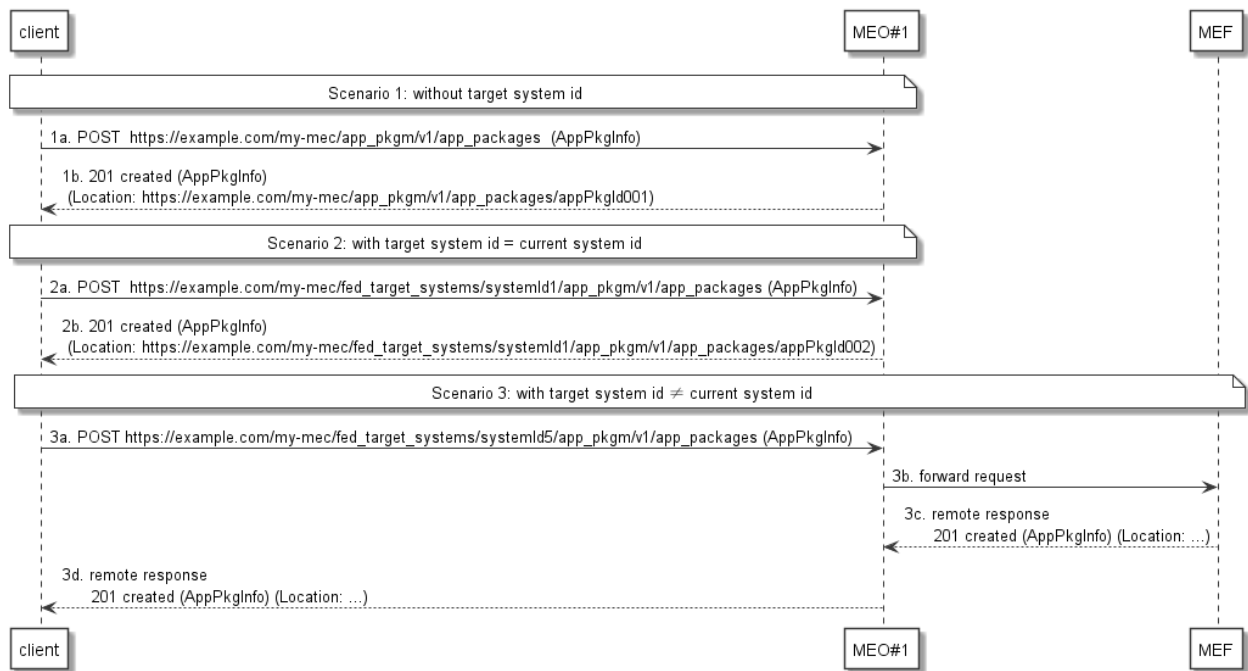 client MEO#1 MEF
Scenario 1: without target system id
1a. POST https://example.com/my-mec/app_pkgm/v1/app_packages (AppPkgInfo)
1b. 201 created (AppPkgInfo)
(Location: https://example.com/my-mec/app_pkgm/v1/app_packages/appPkgId001)
Scenario 2: with target system id = current system id
2a. POST https://example.com/my-mec/fed_target_systems/systemId1/app_pkgm/v1/app_packages (AppPkgInfo)
2b. 201 created (AppPkgInfo)
(Location: https://example.com/my-mec/fed_target_systems/systemId1/app_pkgm/v1/app_packages/appPkgId002)
Scenario 3: with target system id ≠ current system id
3a. POST https://example.com/my-mec/fed_target_systems/systemId5/app_pkgm/v1/app_packages (AppPkgInfo)
3b. forward request
3c. remote response
201 created (AppPkgInfo) (Location: ...)
3d. remote response
201 created (AppPkgInfo) (Location: ...)
client MEO#1 MEF